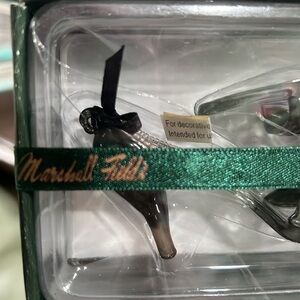 For decorative
Intended for u
Marshall Field's